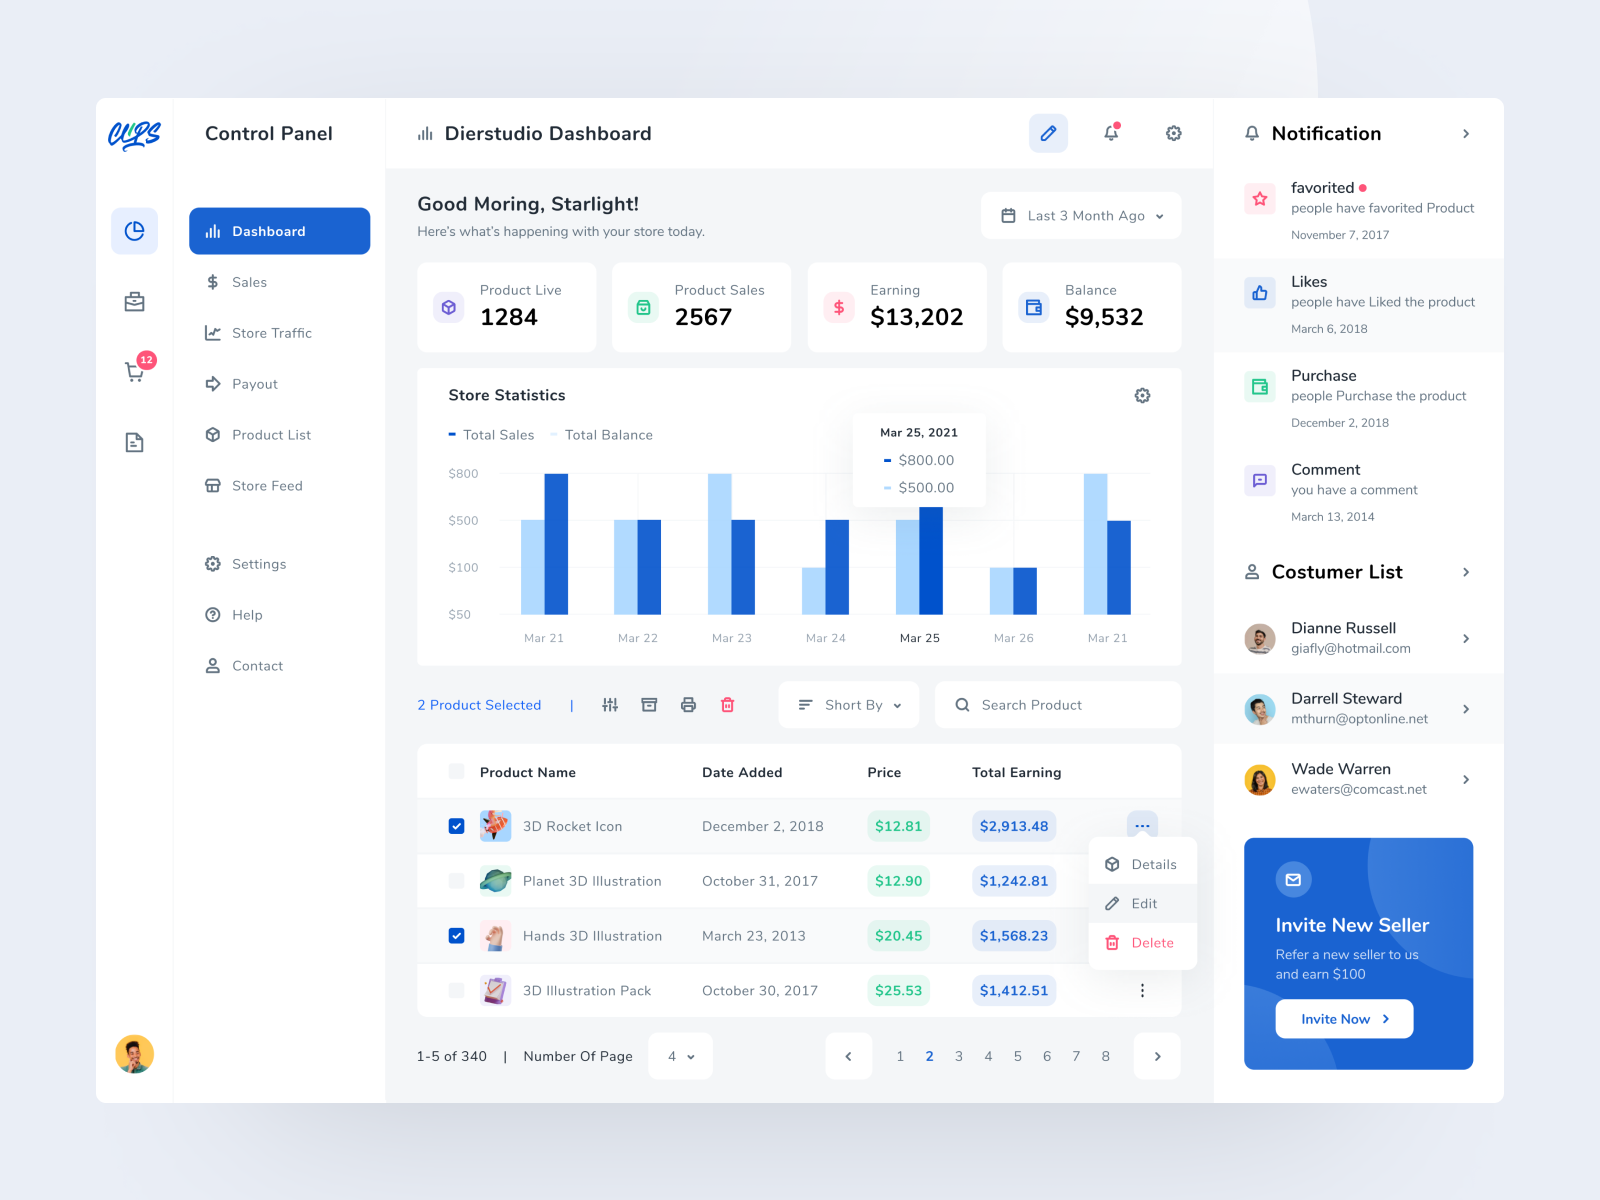 CLIPS
Control Panel
12
Dashboard
Sales
Store Traffic
Payout
Product List
Store Feed
Settings
Help
Contact
Dierstudio Dashboard
Good Moring, Starlight!
Here's what's happening with your store today.
Last 3 Month Ago
Product Live
1284
Product Sales
2567
Earning
$13,202
Balance
$9,532
Store Statistics
Total Sales
Total Balance
Mar 25, 2021
$800.00
$500.00
$800
$500
$100
$50
Mar 21
Mar 22
Mar 23
Mar 24
Mar 25
Mar 26
Mar 21
2 Product Selected |
Short By
Search Product
Product Name Date Added Price Total Earning
3D Rocket Icon December 2, 2018 $12.81 $2,913.48
Planet 3D Illustration October 31, 2017 $12.90 $1,242.81
Hands 3D Illustration March 23, 2013 $20.45 $1,568.23
3D Illustration Pack October 30, 2017 $25.53 $1,412.51
Details
Edit
Delete
1-5 of 340 | Number Of Page 4
1 2 3 4 5 6 7 8
Notification
favorited
people have favorited Product
November 7, 2017
Likes
people have Liked the product
March 6, 2018
Purchase
people Purchase the product
December 2, 2018
Comment
you have a comment
March 13, 2014
Costumer List
Dianne Russell
giafly@hotmail.com
Darrell Steward
mthurn@optonline.net
Wade Warren
ewaters@comcast.net
Invite New Seller
Refer a new seller to us
and earn $100
Invite Now